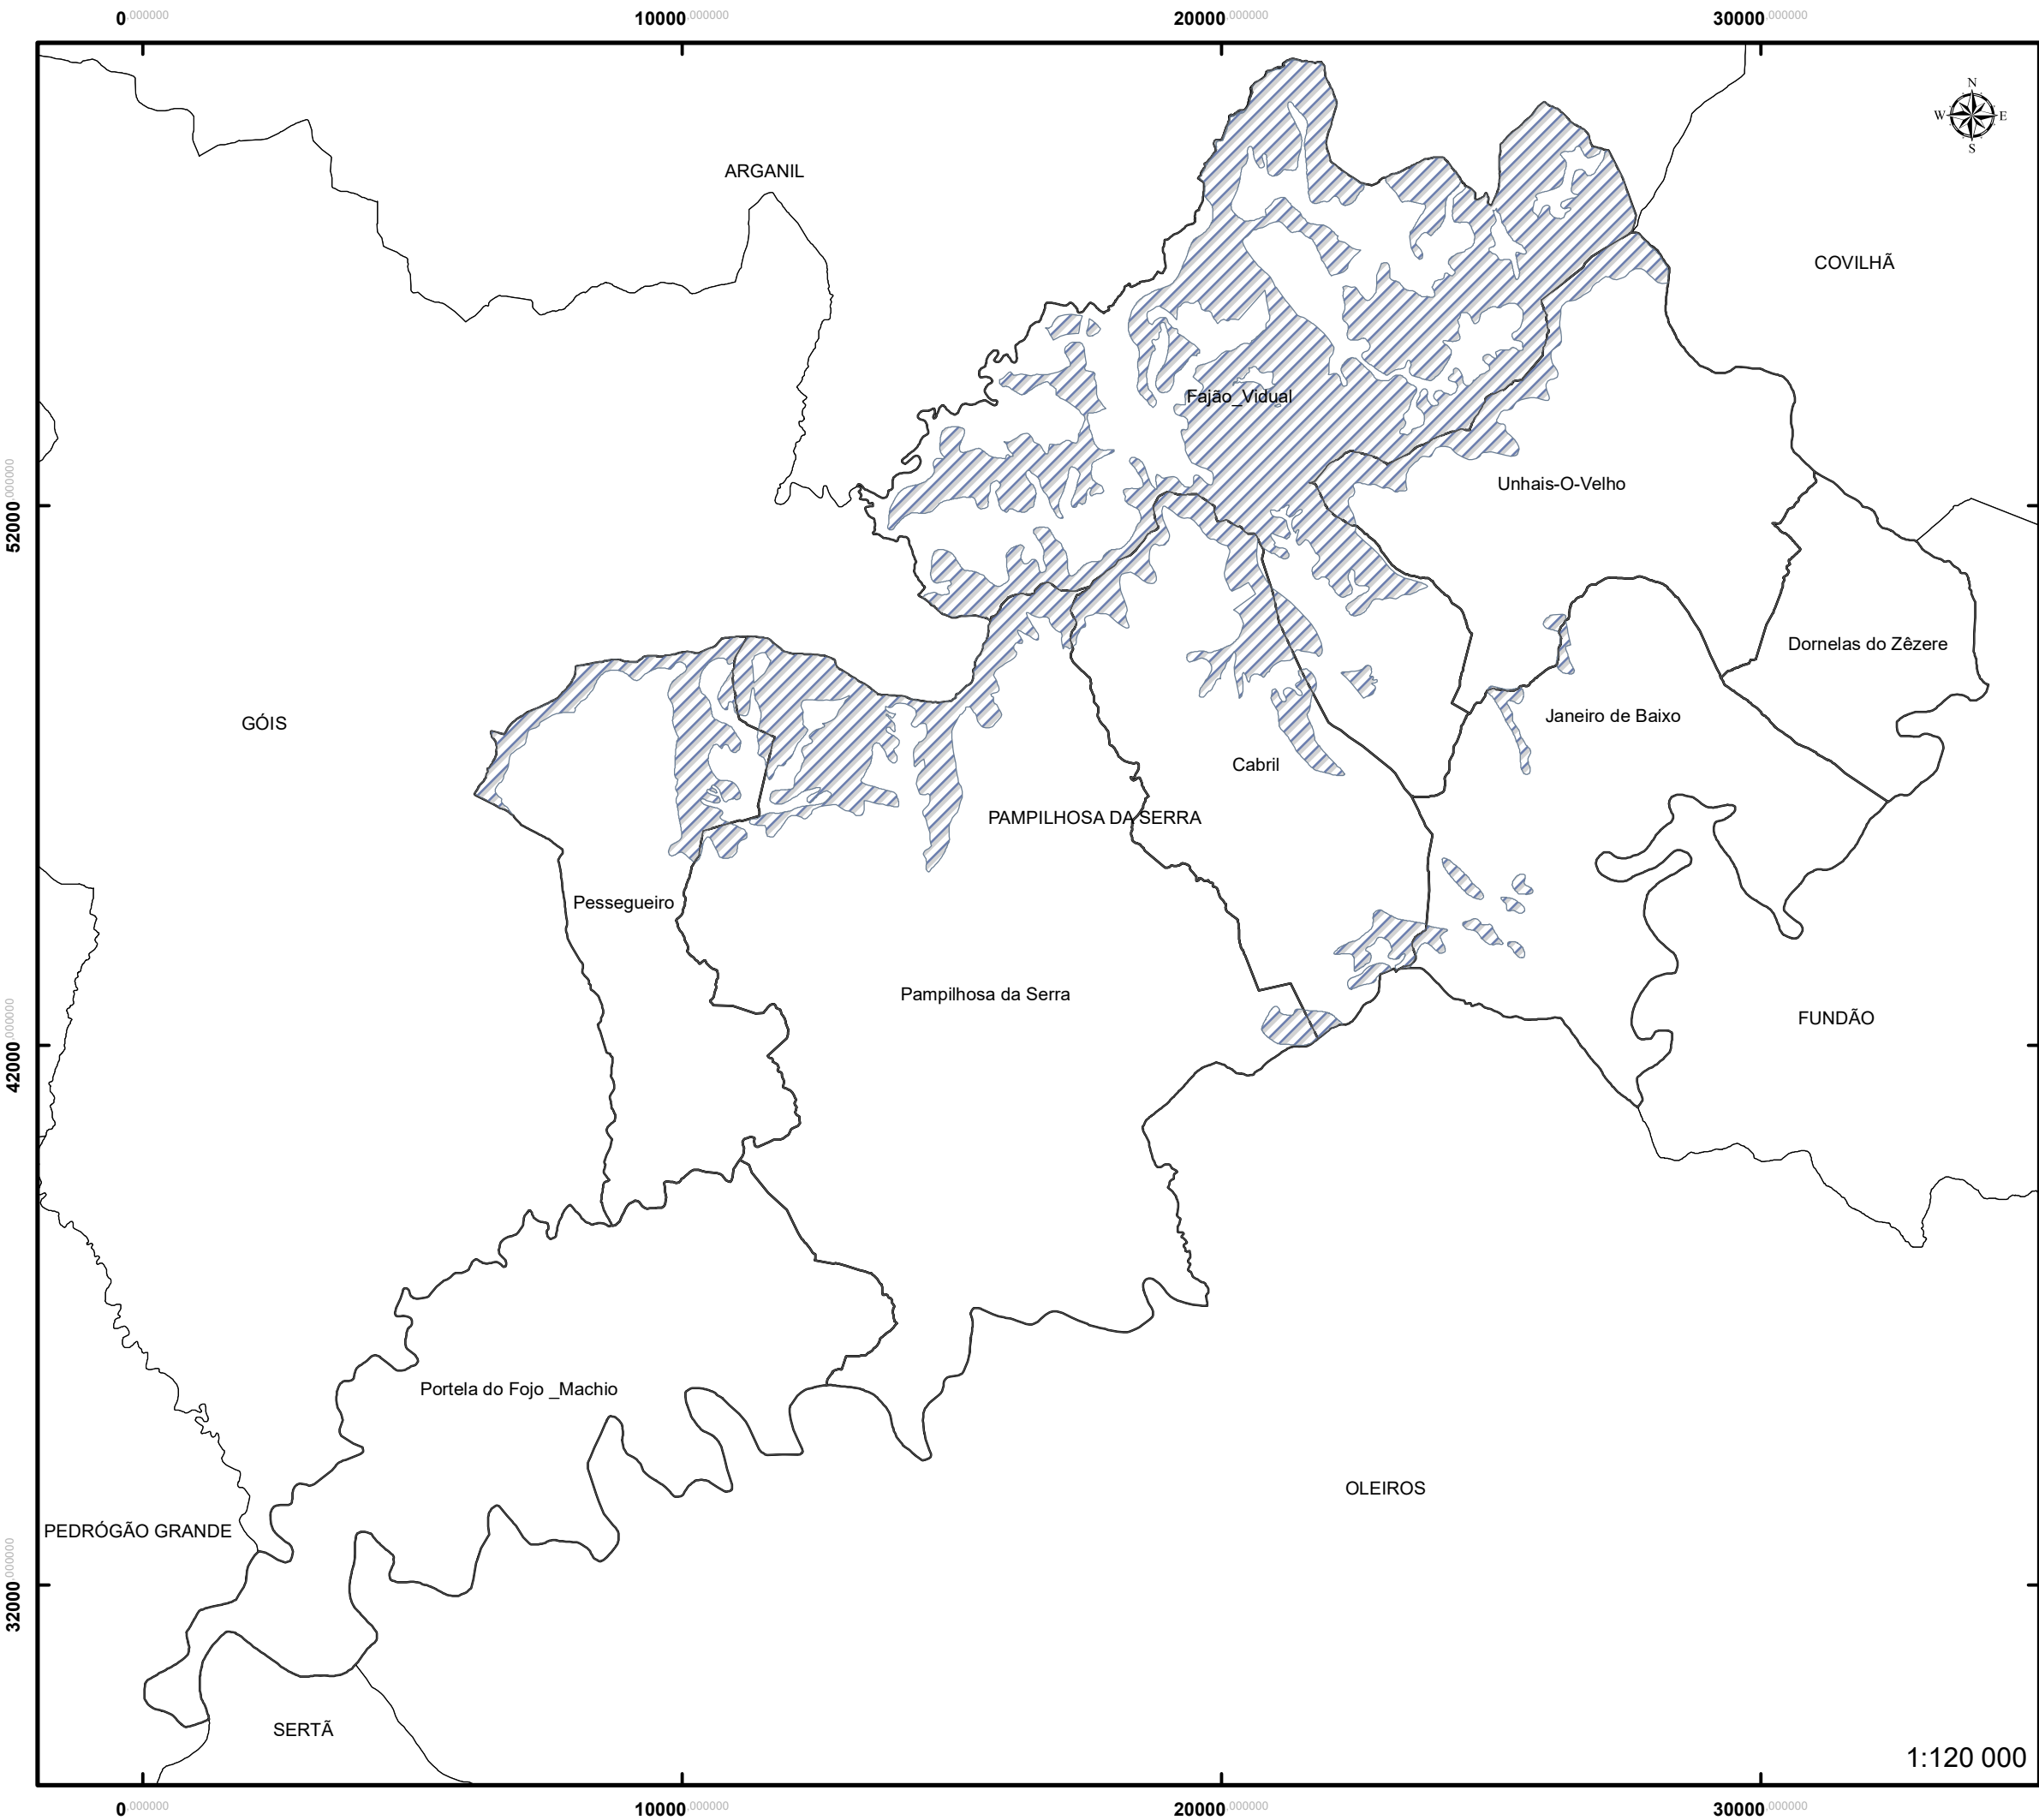 0,000000 10000,000000 20000,000000 30000,000000
N
W E
S
ARGANIL
COVILHÃ
Fajão_Vidual
Unhais-O-Velho
52000,000000
Dornelas do Zêzere
GÓIS
Janeiro de Baixo
Cabril
PAMPILHOSA DA SERRA
Pessegueiro
Pampilhosa da Serra
FUNDÃO
42000,000000
Portela do Fojo _Machio
OLEIROS
PEDRÓGÃO GRANDE
32000,000000
SERTÃ
1:120 000
0,000000 10000,000000 20000,000000 30000,000000